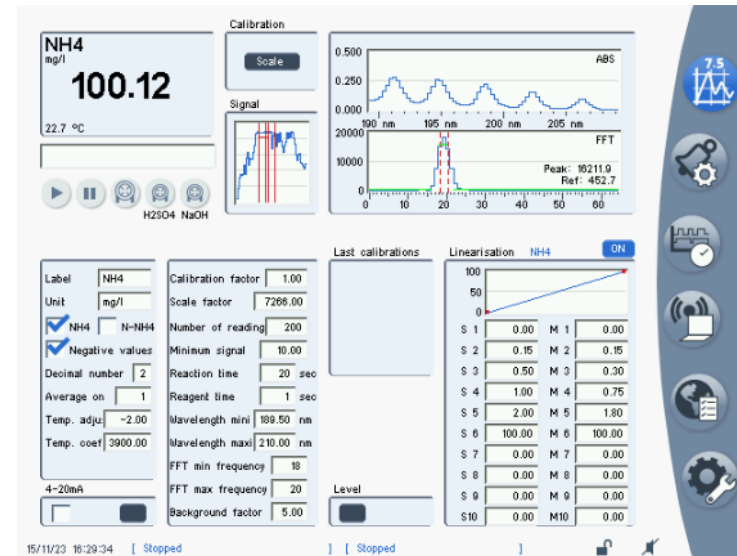 NH4
mg/l
100.12
22.7 ºC
H2SO4 NaOH
Calibration
Scale
Signal
0.500 ABS
0.250
0.000
190 nm 195 nm 200 nm 205 nm
20000 FFT
10000 Peak: 16211.9
Ref: 452.7
0
0 10 20 30 40 50 60
7.5
Label NH4
Unit mg/l
NH4 N-NH4
Negative values
Decimal number 2
Average on 1
Temp. adju: -2.00
Temp. coef 3900.00
4-20mA
Calibration factor 1.00
Scale factor 7266.00
Number of reading 200
Minimum signal 10.00
Reaction time 20 sec
Reagent time 1 sec
Wavelength mini 189.50 nm
Wavelength maxi 210.00 nm
FFT min frequency 18
FFT max frequency 20
Background factor 5.00
Last calibrations
Level
Linearisation NH4 ON
100
50
0
S 1 0.00 M 1 0.00
S 2 0.15 M 2 0.15
S 3 0.50 M 3 0.30
S 4 1.00 M 4 0.75
S 5 2.00 M 5 1.80
S 6 100.00 M 6 100.00
S 7 0.00 M 7 0.00
S 8 0.00 M 8 0.00
S 9 0.00 M 9 0.00
S10 0.00 M10 0.00
15/11/23 16:29:34 [ Stopped ] [ Stopped ]